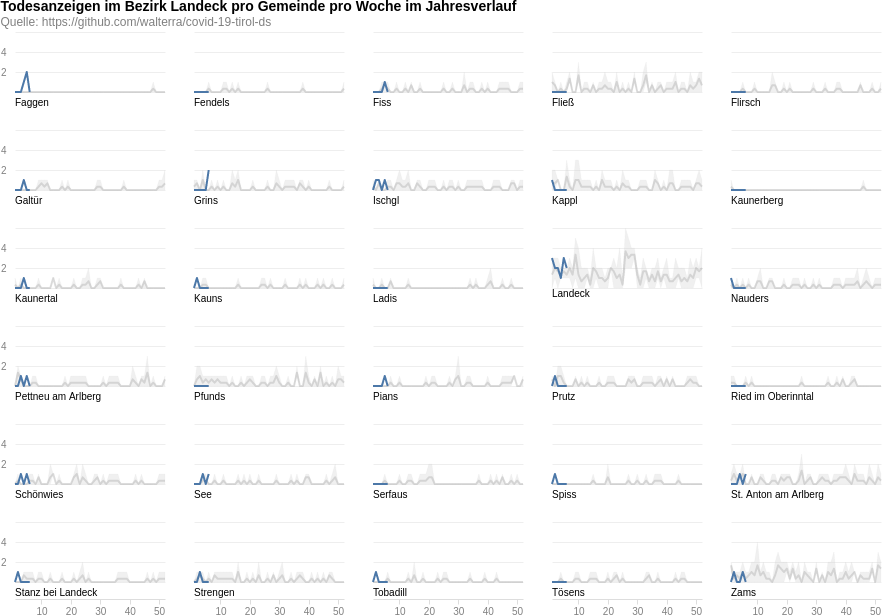 Todesanzeigen im Bezirk Landeck pro Gemeinde pro Woche im Jahresverlauf
Quelle: https://github.com/walterra/covid-19-tirol-ds
4
2
Faggen Fendels Fiss Fließ Flirsch
4
2
Galtür Grins Ischgl Kappl Kaunerberg
4
2
Kaunertal Kauns Ladis Landeck Nauders
4
2
Pettneu am Arlberg Pfunds Pians Prutz Ried im Oberinntal
4
2
Schönwies See Serfaus Spiss St. Anton am Arlberg
4
2
Stanz bei Landeck Strengen Tobadill Tösens Zams
10 20 30 40 50 10 20 30 40 50 10 20 30 40 50 10 20 30 40 50 10 20 30 40 50